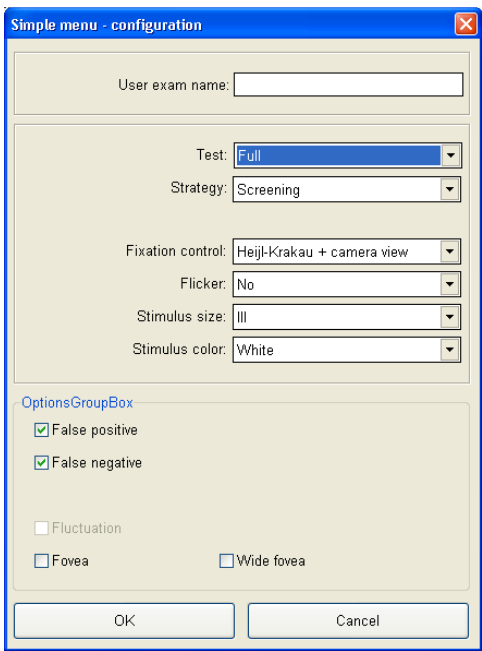 Simple menu - configuration
User exam name:
Test: Full
Strategy: Screening
Fixation control: Heijl-Krakau + camera view
Flicker: No
Stimulus size: III
Stimulus color: White
OptionsGroupBox
False positive
False negative
Fluctuation
Fovea Wide fovea
OK Cancel